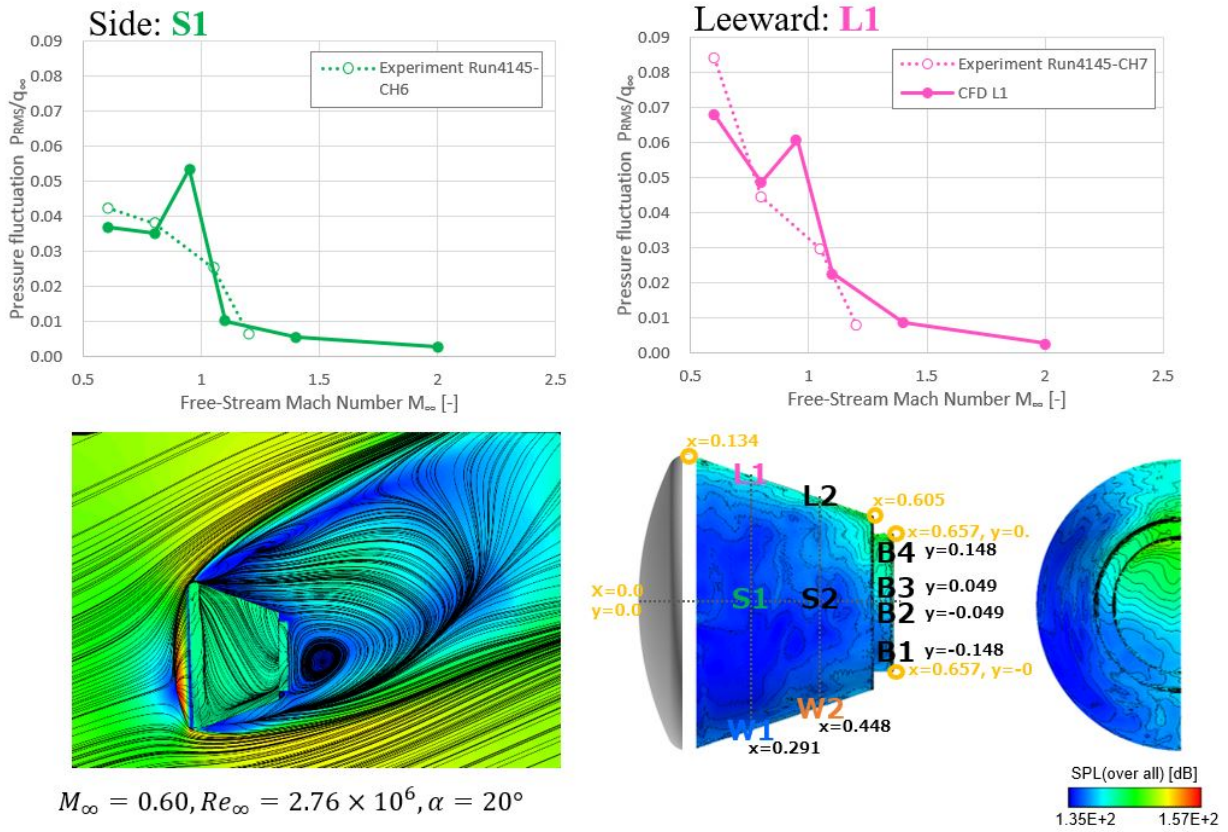 Side: S1
Leeward: L1
0.09
0.08
0.07
0.06
0.05
0.04
0.03
0.02
0.01
0.00
Pressure fluctuation PRMS/q∞
Experiment Run4145-
CH6
0.5
1
1.5
2
2.5
Free-Stream Mach Number M∞ [-]
0.09
0.08
0.07
0.06
0.05
0.04
0.03
0.02
0.01
0.00
Pressure fluctuation PRMS/q∞
Experiment Run4145-CH7
CFD L1
0.5
1
1.5
2
2.5
Free-Stream Mach Number M∞ [-]
x=0.134
L1
L2
x=0.605
x=0.657, y=0.
B4 y=0.148
x=0.0
y=0.0
S1
S2
B3 y=0.049
B2 y=-0.049
B1 y=-0.148
x=0.657, y=-0
W1
W2
x=0.448
x=0.291
M∞ = 0.60, Re∞ = 2.76 × 10⁶, α = 20°
SPL(over all) [dB]
1.35E+2
1.57E+2